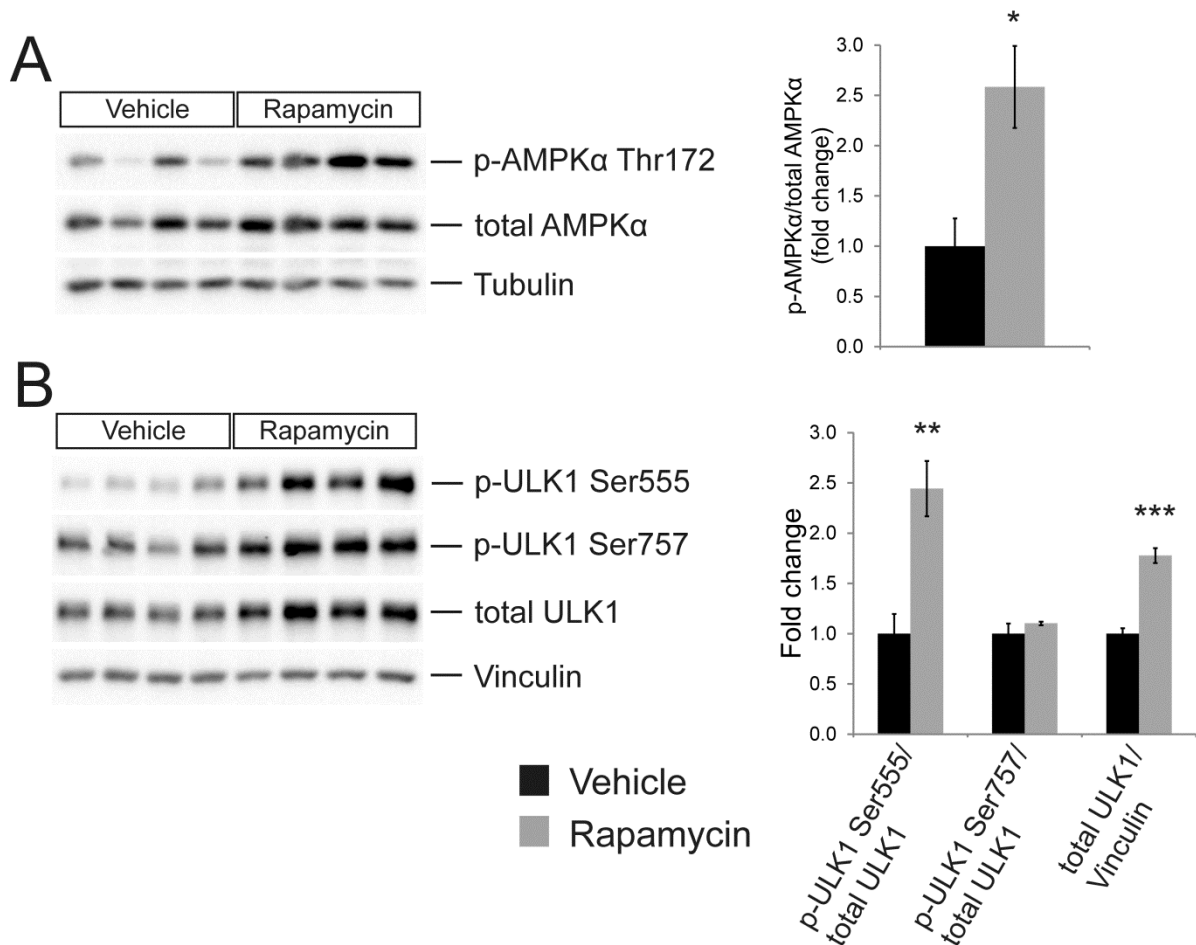 A
Vehicle
Rapamycin
p-AMPKα Thr172
total AMPKα
Tubulin
*
3.0
2.5
2.0
1.5
1.0
0.5
0.0
p-AMPKα/total AMPKα
(fold change)
B
Vehicle
Rapamycin
p-ULK1 Ser555
p-ULK1 Ser757
total ULK1
Vinculin
**
***
3.0
2.5
2.0
1.5
1.0
0.5
0.0
Fold change
p-ULK1 Ser555/
total ULK1
p-ULK1 Ser757/
total ULK1
total ULK1/
Vinculin
Vehicle
Rapamycin